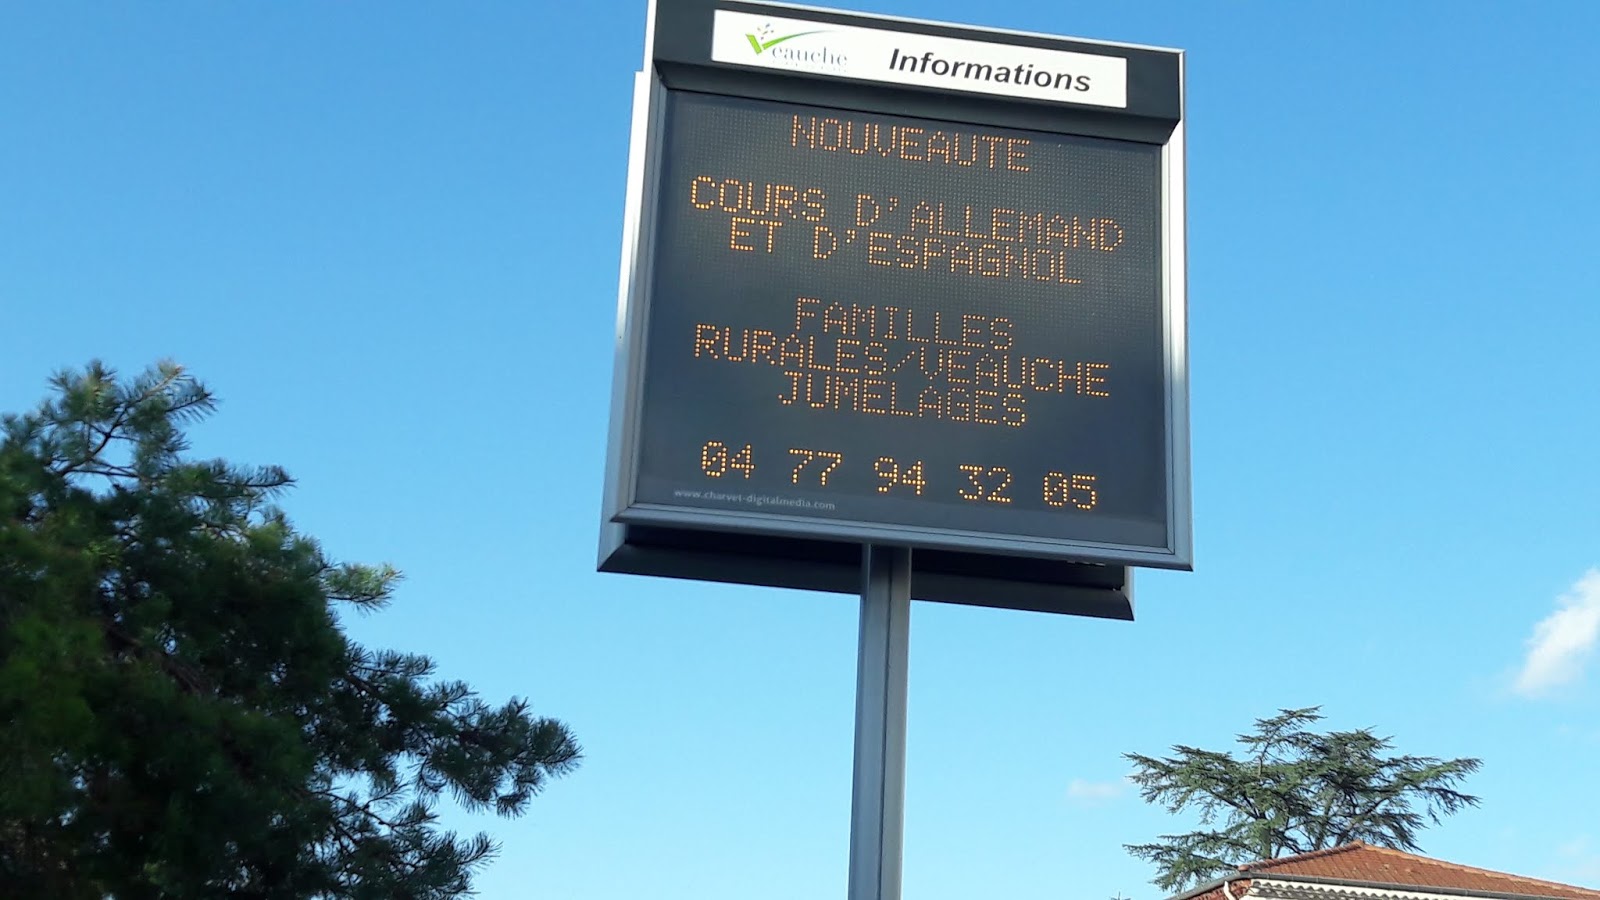 Veauche Informations
NOUVEAUTE
COURS D'ALLEMAND
ET D'ESPAGNOL
FAMILLES
RURALES/VEAUCHE
JUMELAGES
04 77 94 32 05
www.charvet-digitalmedia.com